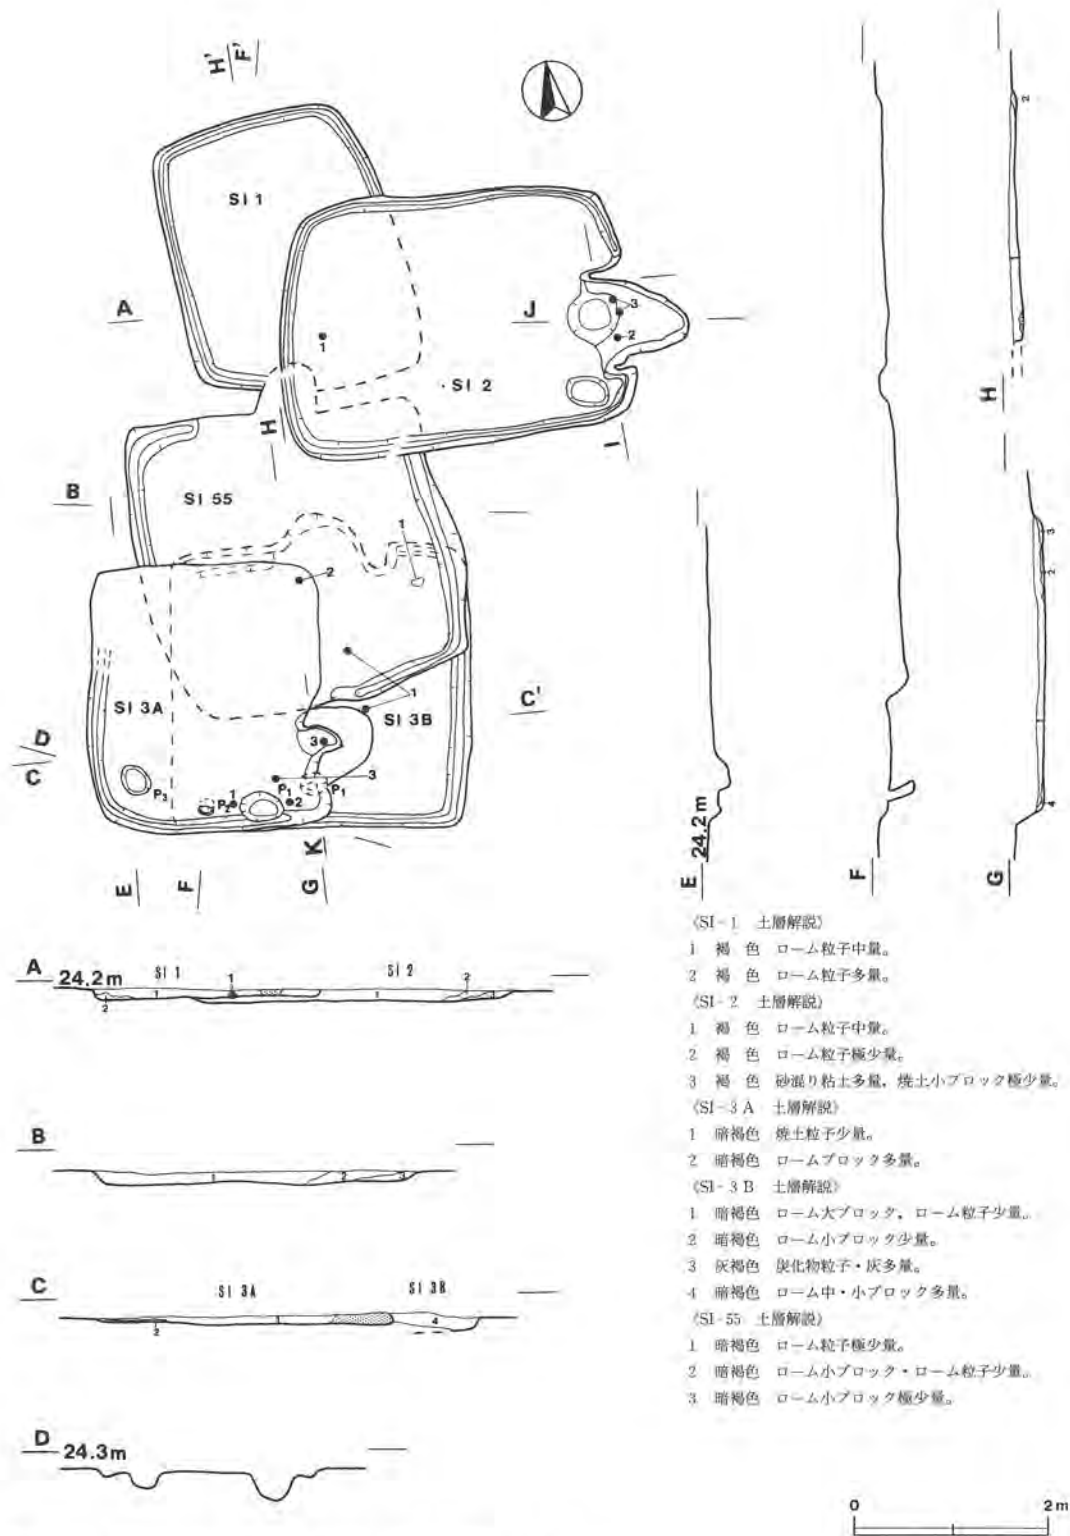 H' F'
SI 1
A
J
3
2
1
SI 2
H
I
B
SI 55
1
2
1
SI 3A
SI 3B
C'
D
C
3
3
P3
1
P2
P1
2
P1
E
F
G
K
2
H
3
2
1
4
E 24.2m
F
G
A 24.2m
SI 1
1
SI 2
2
1
1
2
B
1
2
3
C
SI 3A
SI 3B
1
4
2
D 24.3m
《SI-1 土層解説》
1 褐 色 ローム粒子中量。
2 褐 色 ローム粒子多量。
《SI-2 土層解説》
1 褐 色 ローム粒子中量。
2 褐 色 ローム粒子極少量。
3 褐 色 砂混り粘土多量，焼土小ブロック極少量。
《SI-3 A 土層解説》
1 暗褐色 焼土粒子少量。
2 暗褐色 ロームブロック多量。
《SI-3 B 土層解説》
1 暗褐色 ローム大ブロック，ローム粒子少量。
2 暗褐色 ローム小ブロック少量。
3 灰褐色 炭化物粒子・灰多量。
4 暗褐色 ローム中・小ブロック多量。
《SI-55 土層解説》
1 暗褐色 ローム粒子極少量。
2 暗褐色 ローム小ブロック・ローム粒子少量。
3 暗褐色 ローム小ブロック極少量。
0 2m